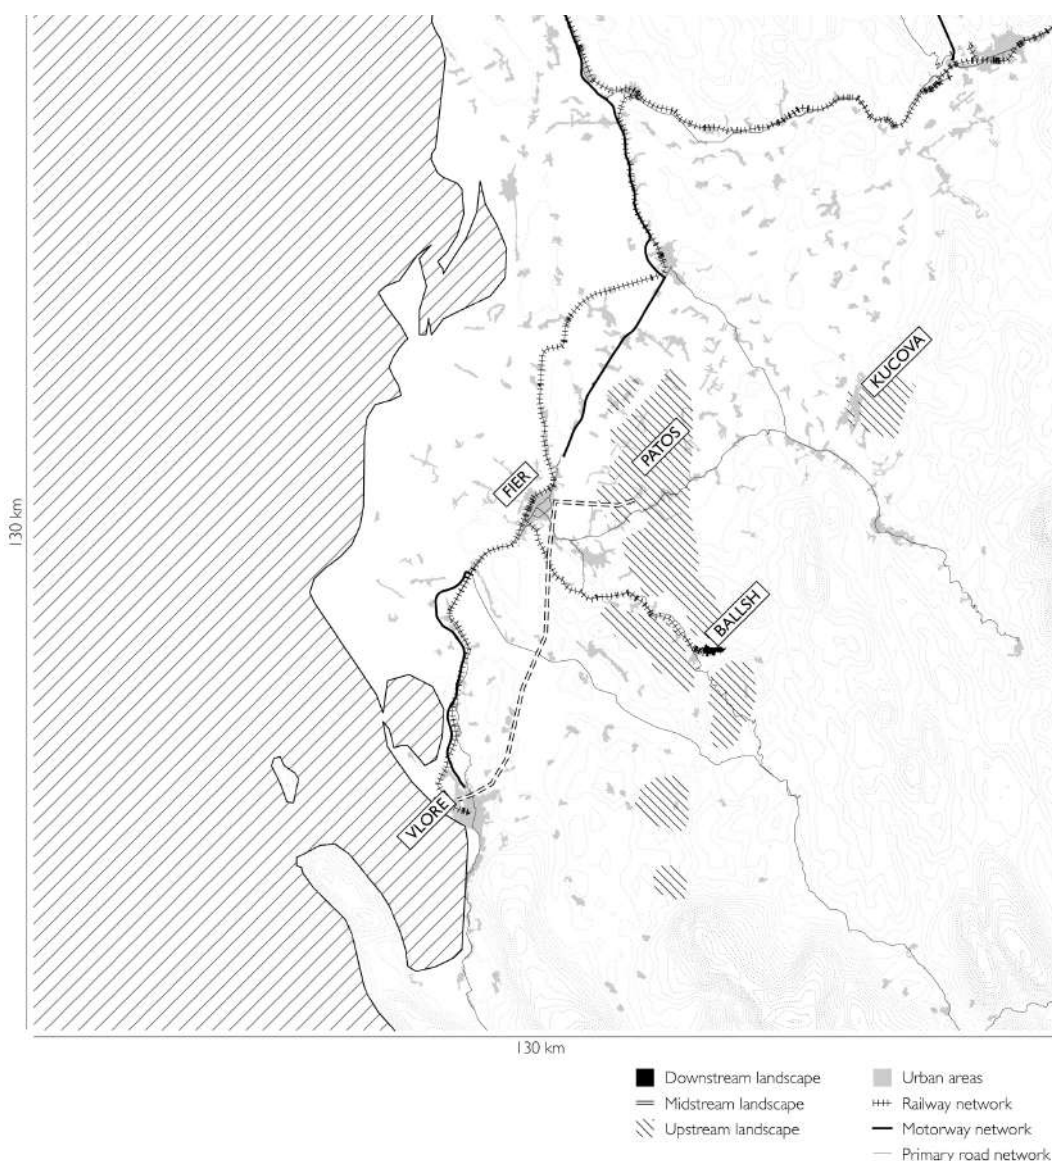 KUCOVA
PATOS
FIER
130 km
BALLSH
VLORE
130 km
Downstream landscape
Midstream landscape
Upstream landscape
Urban areas
Railway network
Motorway network
Primary road network